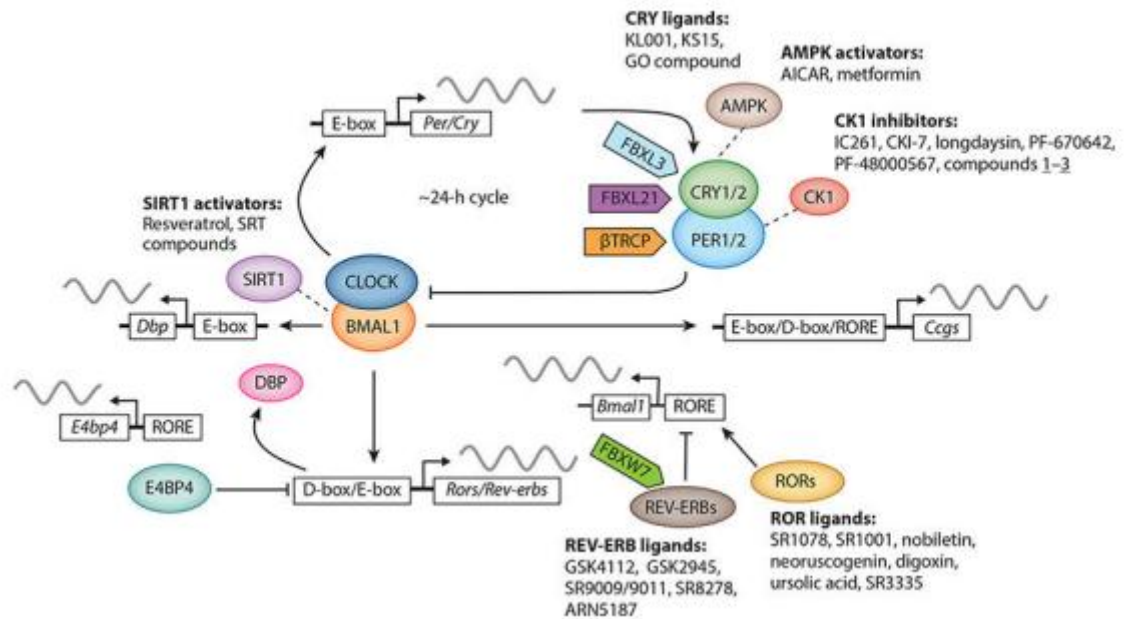 CRY ligands:
KL001, KS15,
GO compound
AMPK activators:
AICAR, metformin
AMPK
E-box
Per/Cry
CK1 inhibitors:
IC261, CKI-7, longdaysin, PF-670642,
PF-48000567, compounds 1–3
FBXL3
CRY1/2
~24-h cycle
FBXL21
CK1
SIRT1 activators:
Resveratrol, SRT
compounds
βTRCP
PER1/2
SIRT1
CLOCK
Dbp
E-box
BMAL1
E-box/D-box/RORE
Ccgs
DBP
Bmal1
RORE
E4bp4
RORE
FBXW7
E4BP4
D-box/E-box
Rors/Rev-erbs
RORs
REV-ERBs
ROR ligands:
SR1078, SR1001, nobiletin,
neoruscogenin, digoxin,
ursolic acid, SR3335
REV-ERB ligands:
GSK4112, GSK2945,
SR9009/9011, SR8278,
ARN5187